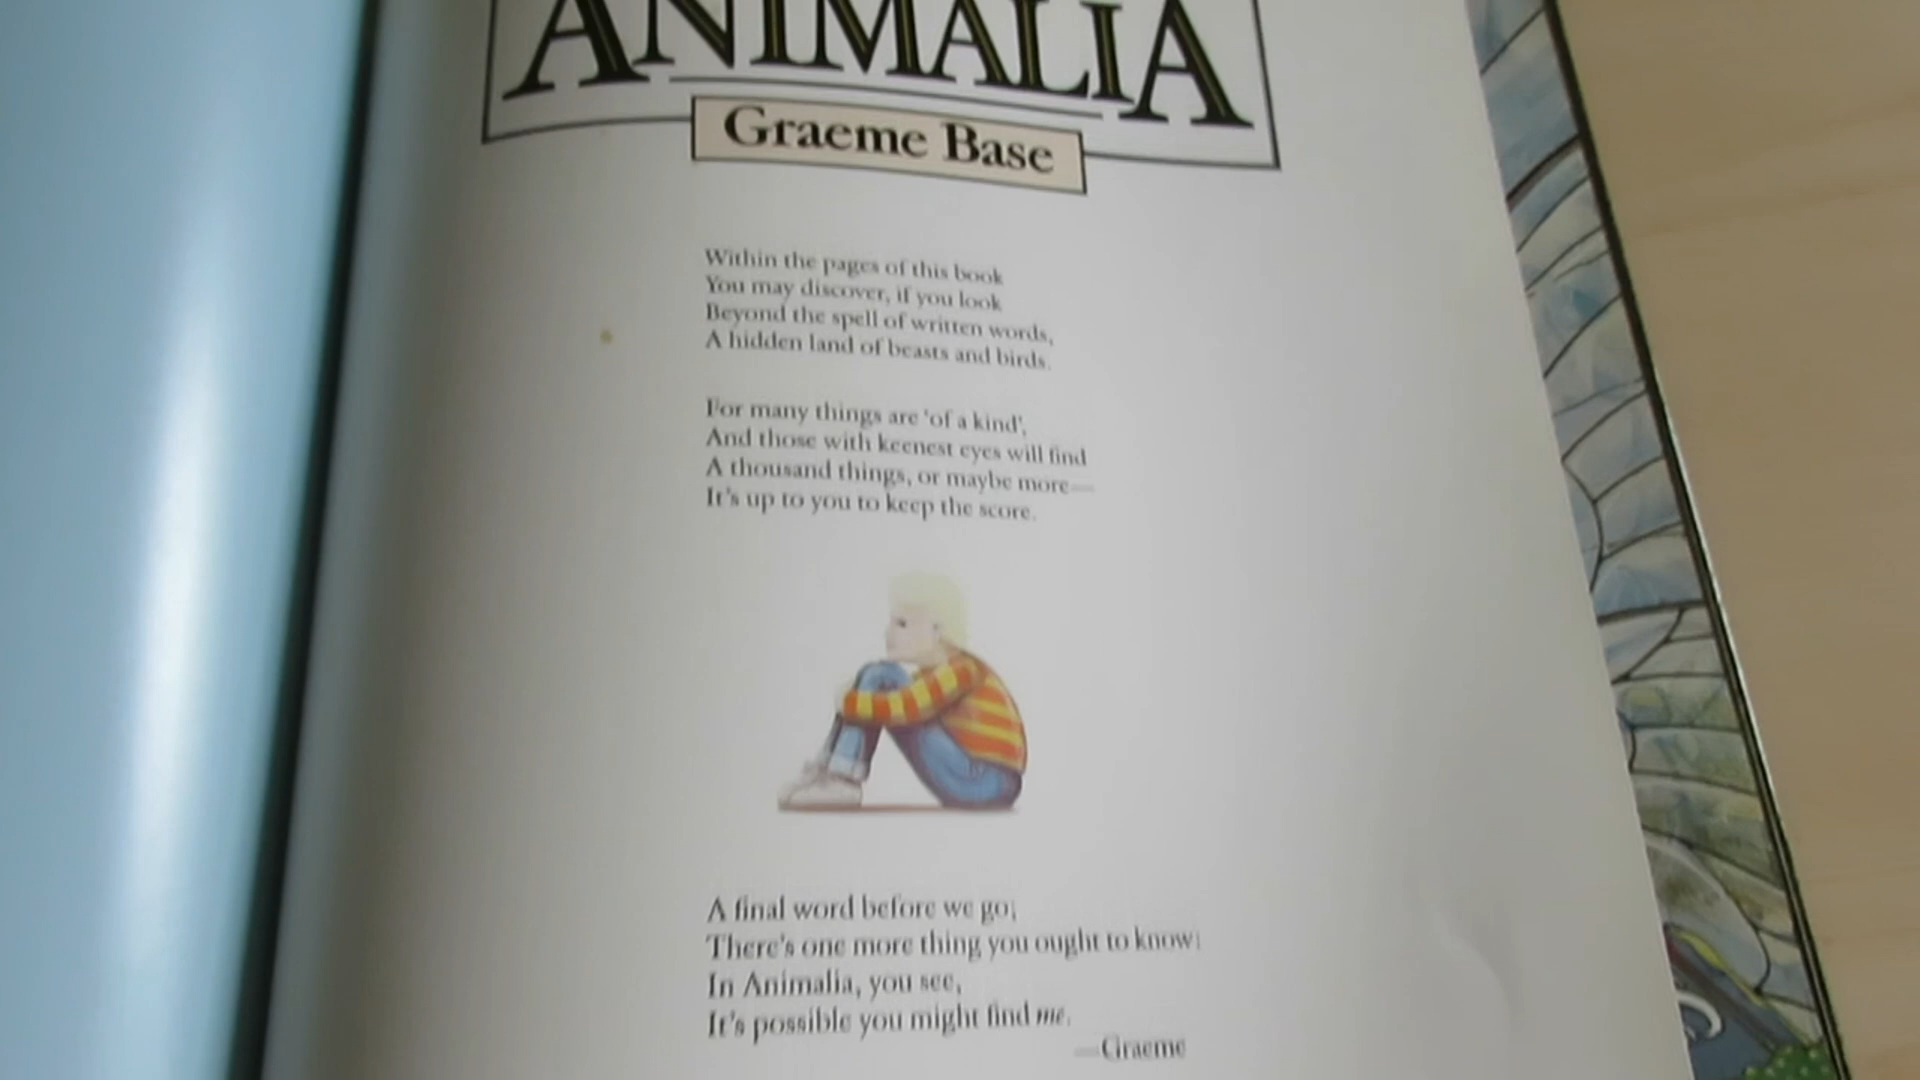 ANIMALIA
Graeme Base
Within the pages of this book
You may discover, if you look
Beyond the spell of written words,
A hidden land of beasts and birds.
For many things are 'of a kind',
And those with keenest eyes will find
A thousand things, or maybe more—
It's up to you to keep the score.
A final word before we go;
There's one more thing you ought to know:
In Animalia, you see,
It's possible you might find me.
—Graeme